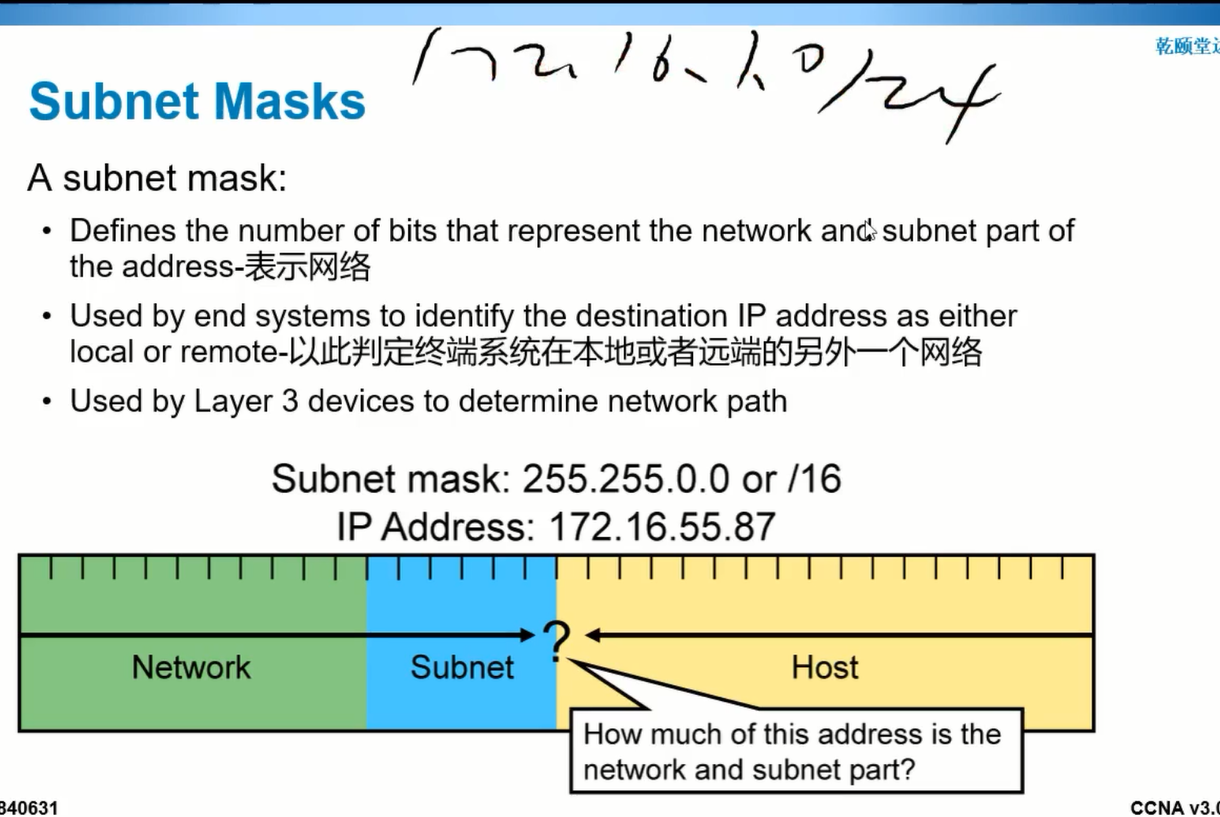 乾颐堂
172.16.1.0/24
Subnet Masks
A subnet mask:
• Defines the number of bits that represent the network and subnet part of
the address-表示网络
• Used by end systems to identify the destination IP address as either
local or remote-以此判定终端系统在本地或者远端的另外一个网络
• Used by Layer 3 devices to determine network path
Subnet mask: 255.255.0.0 or /16
IP Address: 172.16.55.87
?
Network
Subnet
Host
How much of this address is the
network and subnet part?
840631
CCNA v3.0